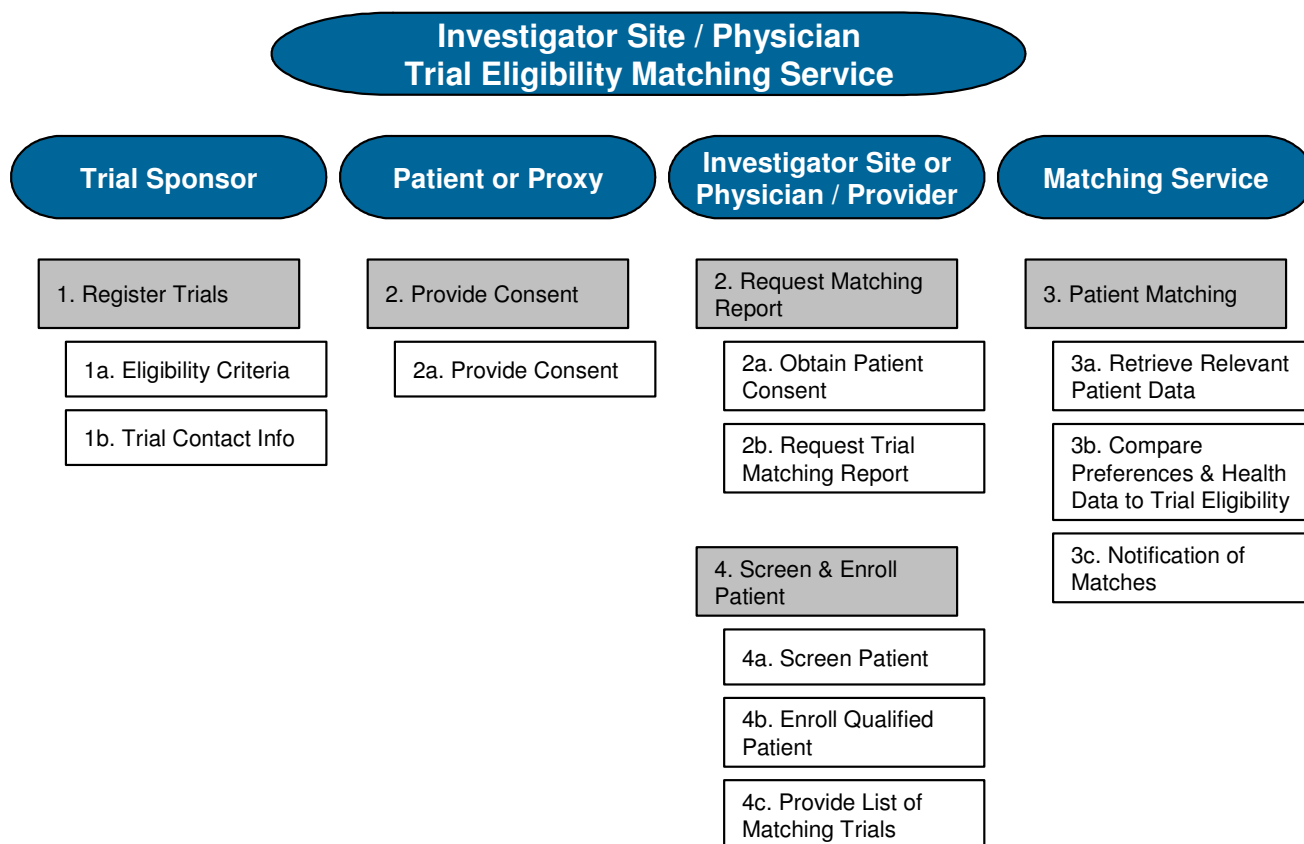 Investigator Site / Physician
Trial Eligibility Matching Service
Trial Sponsor
Patient or Proxy
Investigator Site or
Physician / Provider
Matching Service
1. Register Trials
1a. Eligibility Criteria
1b. Trial Contact Info
2. Provide Consent
2a. Provide Consent
2. Request Matching
Report
2a. Obtain Patient
Consent
2b. Request Trial
Matching Report
4. Screen & Enroll
Patient
4a. Screen Patient
4b. Enroll Qualified
Patient
4c. Provide List of
Matching Trials
3. Patient Matching
3a. Retrieve Relevant
Patient Data
3b. Compare
Preferences & Health
Data to Trial Eligibility
3c. Notification of
Matches